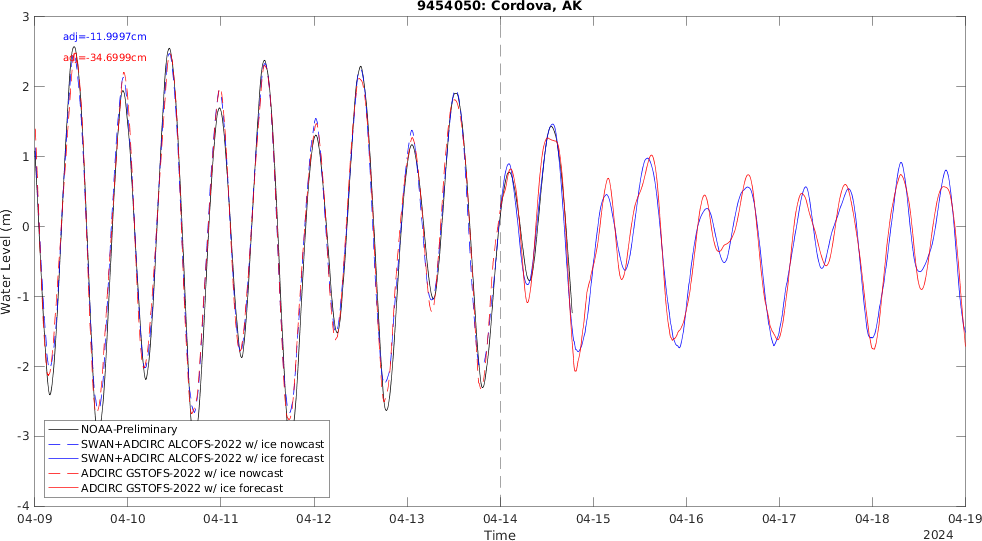 9454050: Cordova, AK
adj=-11.9997cm
adj=-34.6999cm
3
2
1
0
-1
-2
-3
-4
Water Level (m)
NOAA-Preliminary
SWAN+ADCIRC ALCOFS-2022 w/ ice nowcast
SWAN+ADCIRC ALCOFS-2022 w/ ice forecast
ADCIRC GSTOFS-2022 w/ ice nowcast
ADCIRC GSTOFS-2022 w/ ice forecast
04-09 04-10 04-11 04-12 04-13 04-14 04-15 04-16 04-17 04-18 04-19
Time
2024